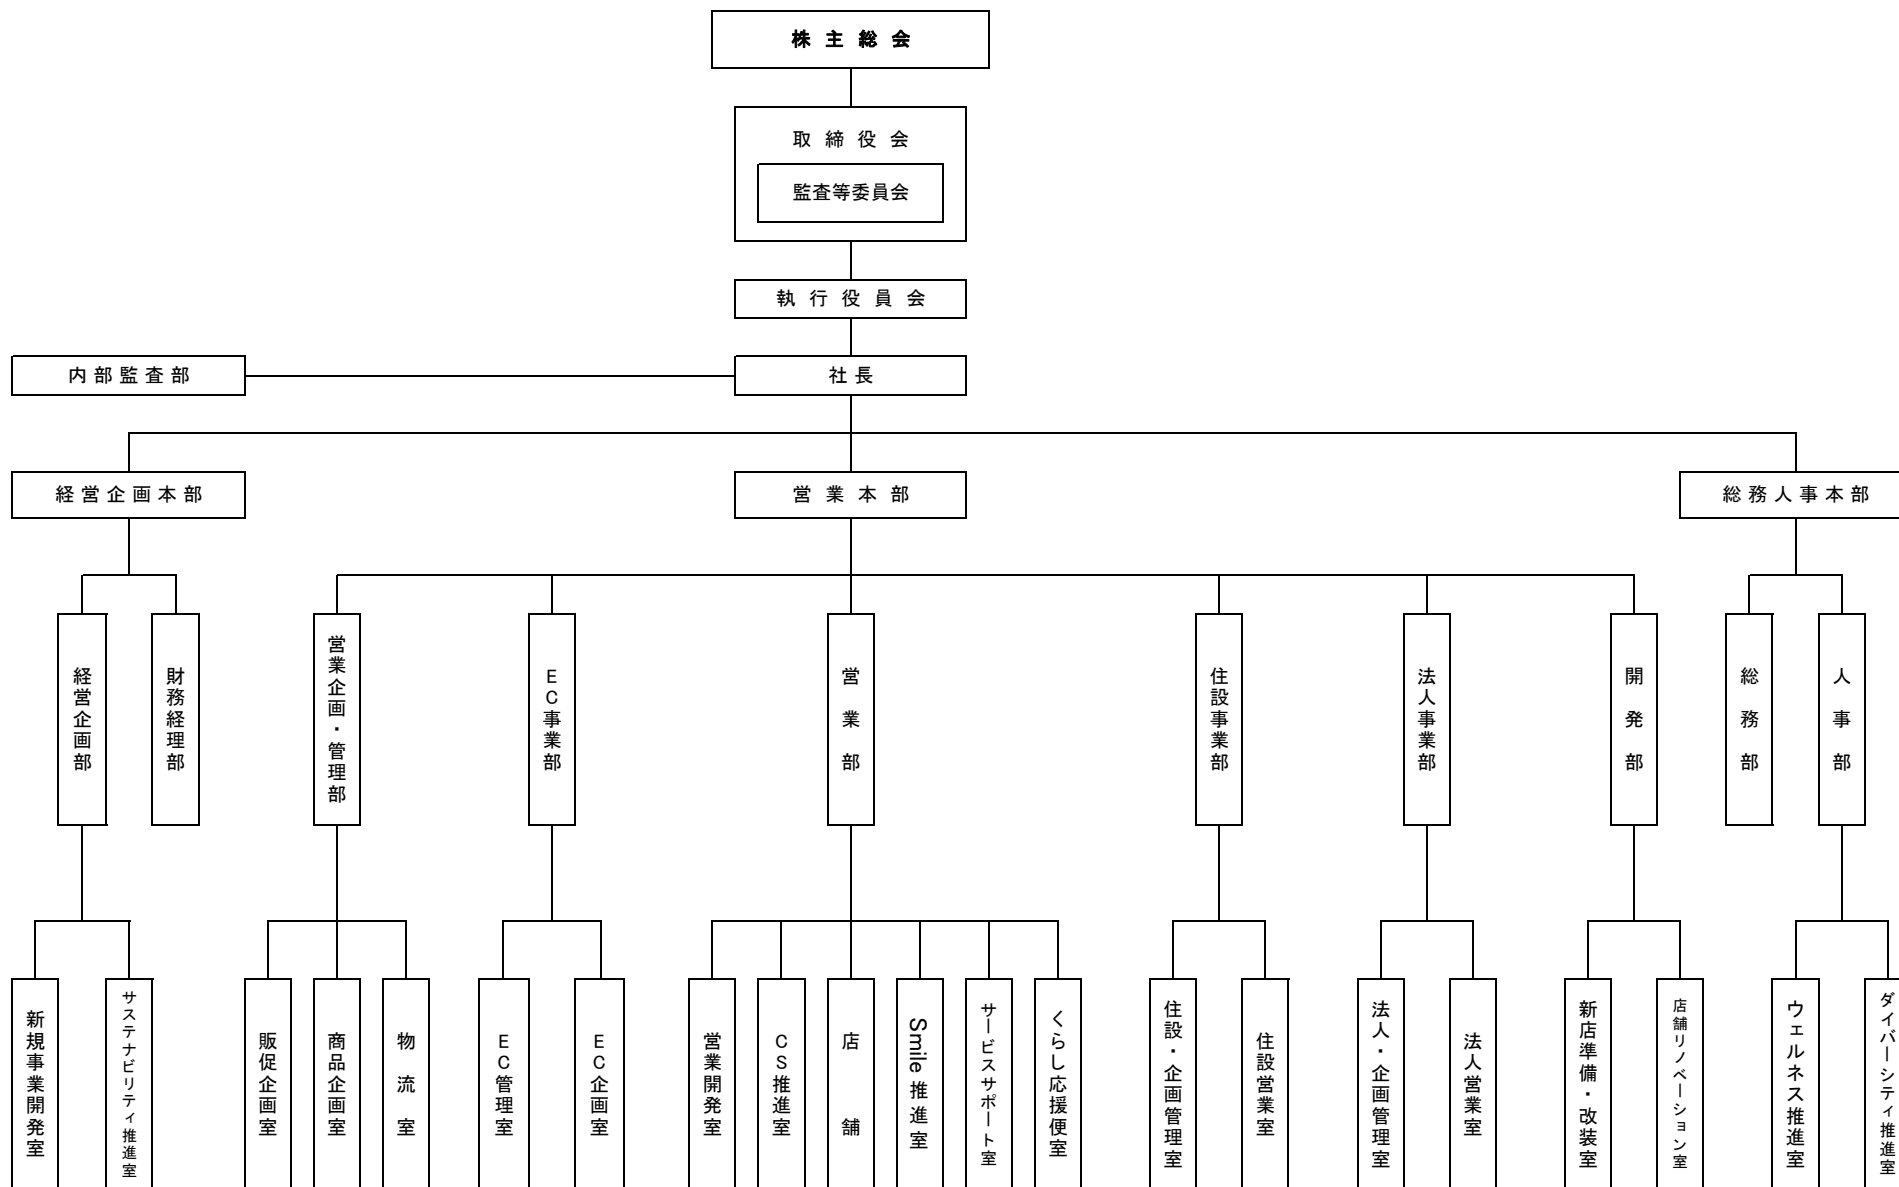 株主総会
取締役会
監査等委員会
執行役員会
内部監査部
社長
経営企画本部
営業本部
総務人事本部
経営企画部
財務経理部
営業企画・管理部
EC事業部
営業部
住設事業部
法人事業部
開発部
総務部
人事部
新規事業開発室
サステナビリティ推進室
販促企画室
商品企画室
物流室
EC管理室
EC企画室
営業開発室
CS推進室
店舗
Smile推進室
サービスサポート室
くらし応援便室
住設・企画管理室
住設営業室
法人・企画管理室
法人営業室
新店準備・改装室
店舗リノベーション室
ウェルネス推進室
ダイバーシティ推進室